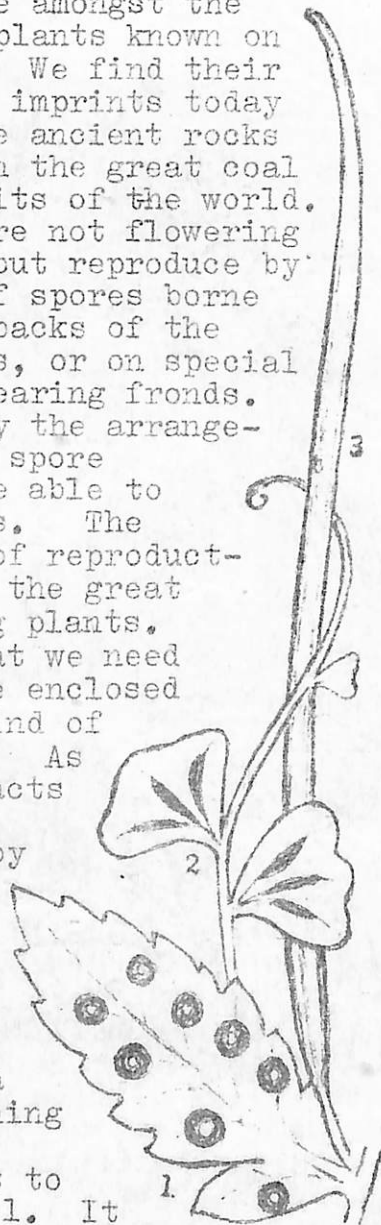 e amongst the
plants known on
We find their
imprints today
e ancient rocks
n the great coal
its of the world.
re not flowering
but reproduce by
f spores borne
backs of the
s, or on special
earing fronds.
y the arrange-
spore
e able to
s. The
of reproduct-
the great
g plants.
at we need
e enclosed
nd of
As
acts
by
ning
s to
l. It
3
2
1